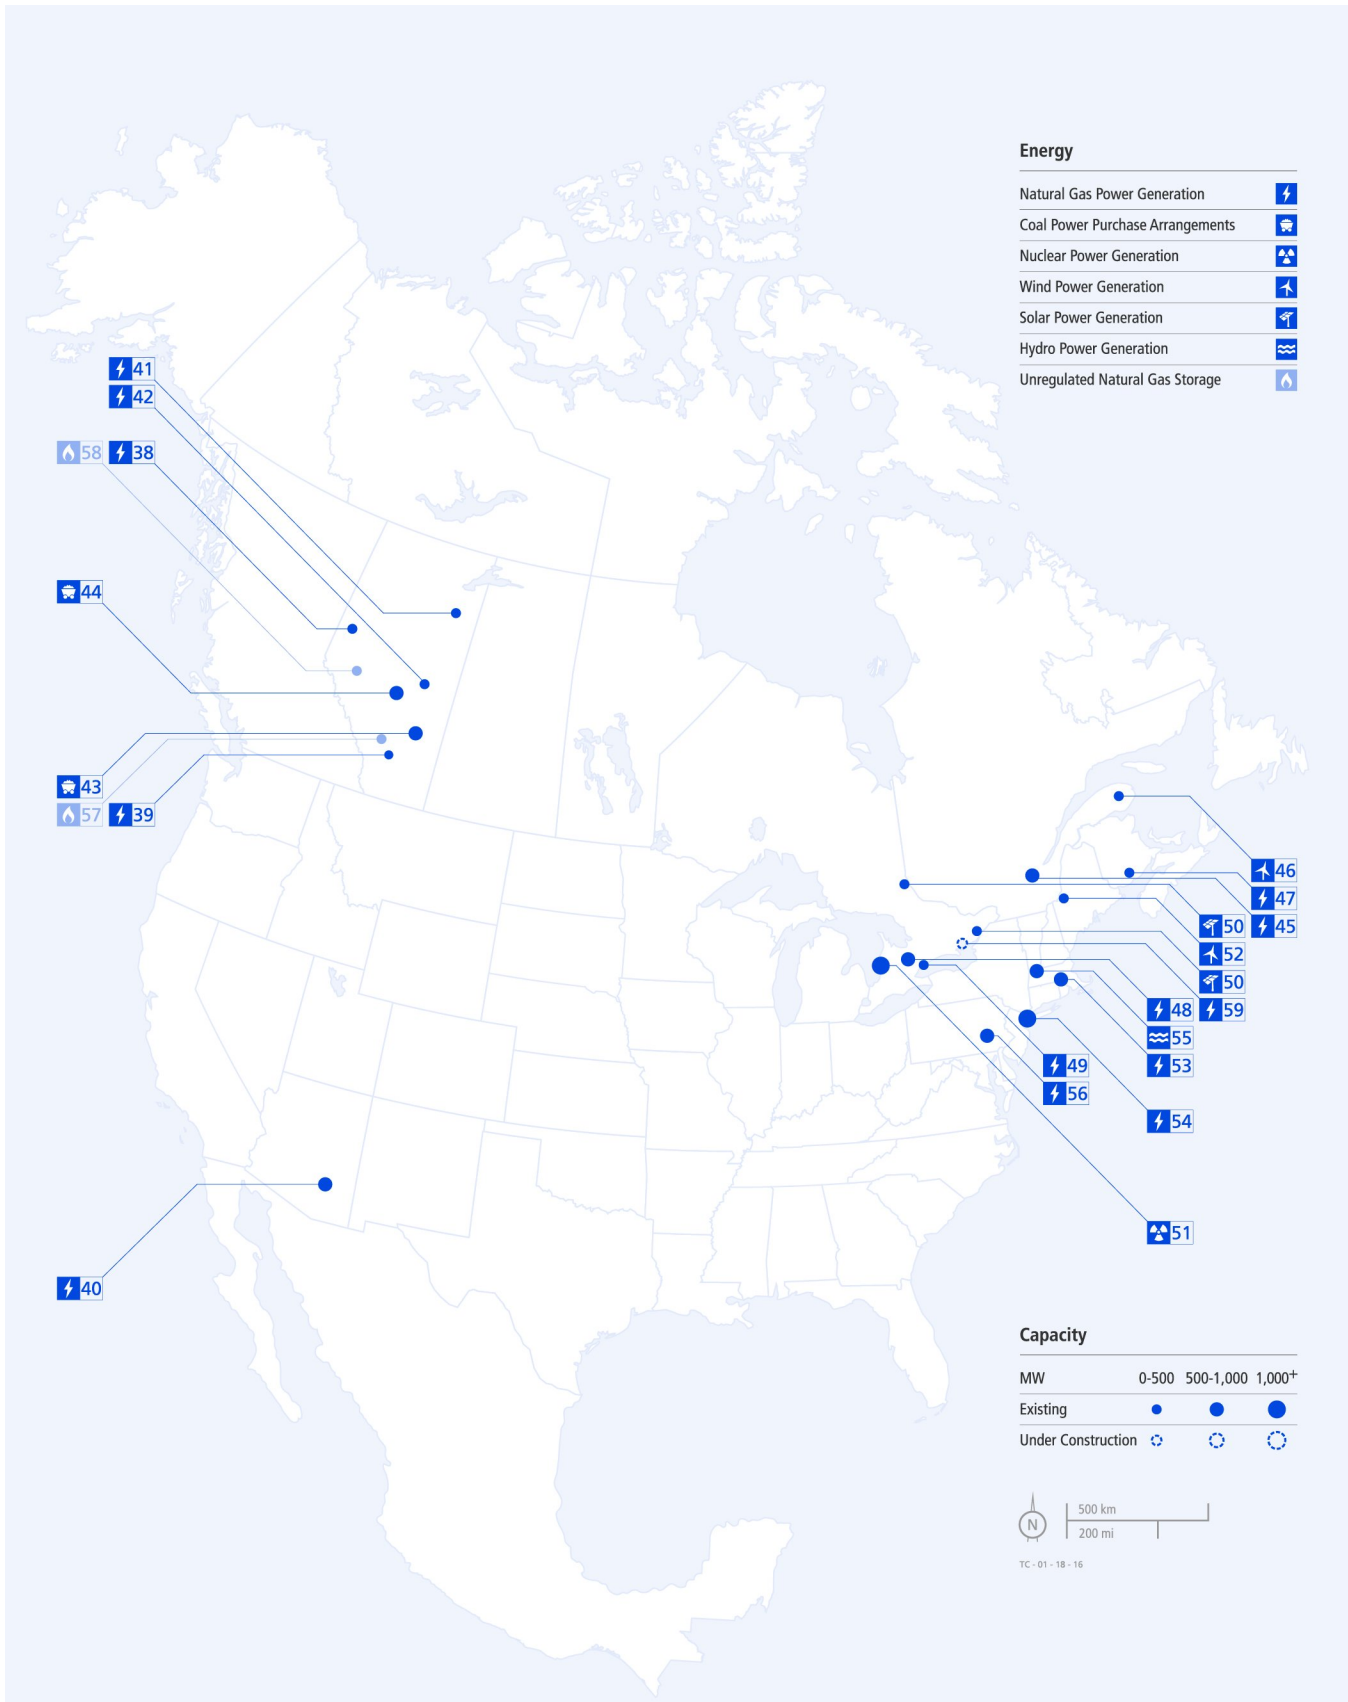 Energy
Natural Gas Power Generation
Coal Power Purchase Arrangements
Nuclear Power Generation
Wind Power Generation
Solar Power Generation
Hydro Power Generation
Unregulated Natural Gas Storage
41
42
58 38
44
43
57 39
40
46
47
50 45
52
50
48 59
55
49 53
56
54
51
Capacity
MW 0-500 500-1,000 1,000+
Existing
Under Construction
500 km
N
200 mi
TC - 01 - 18 - 16